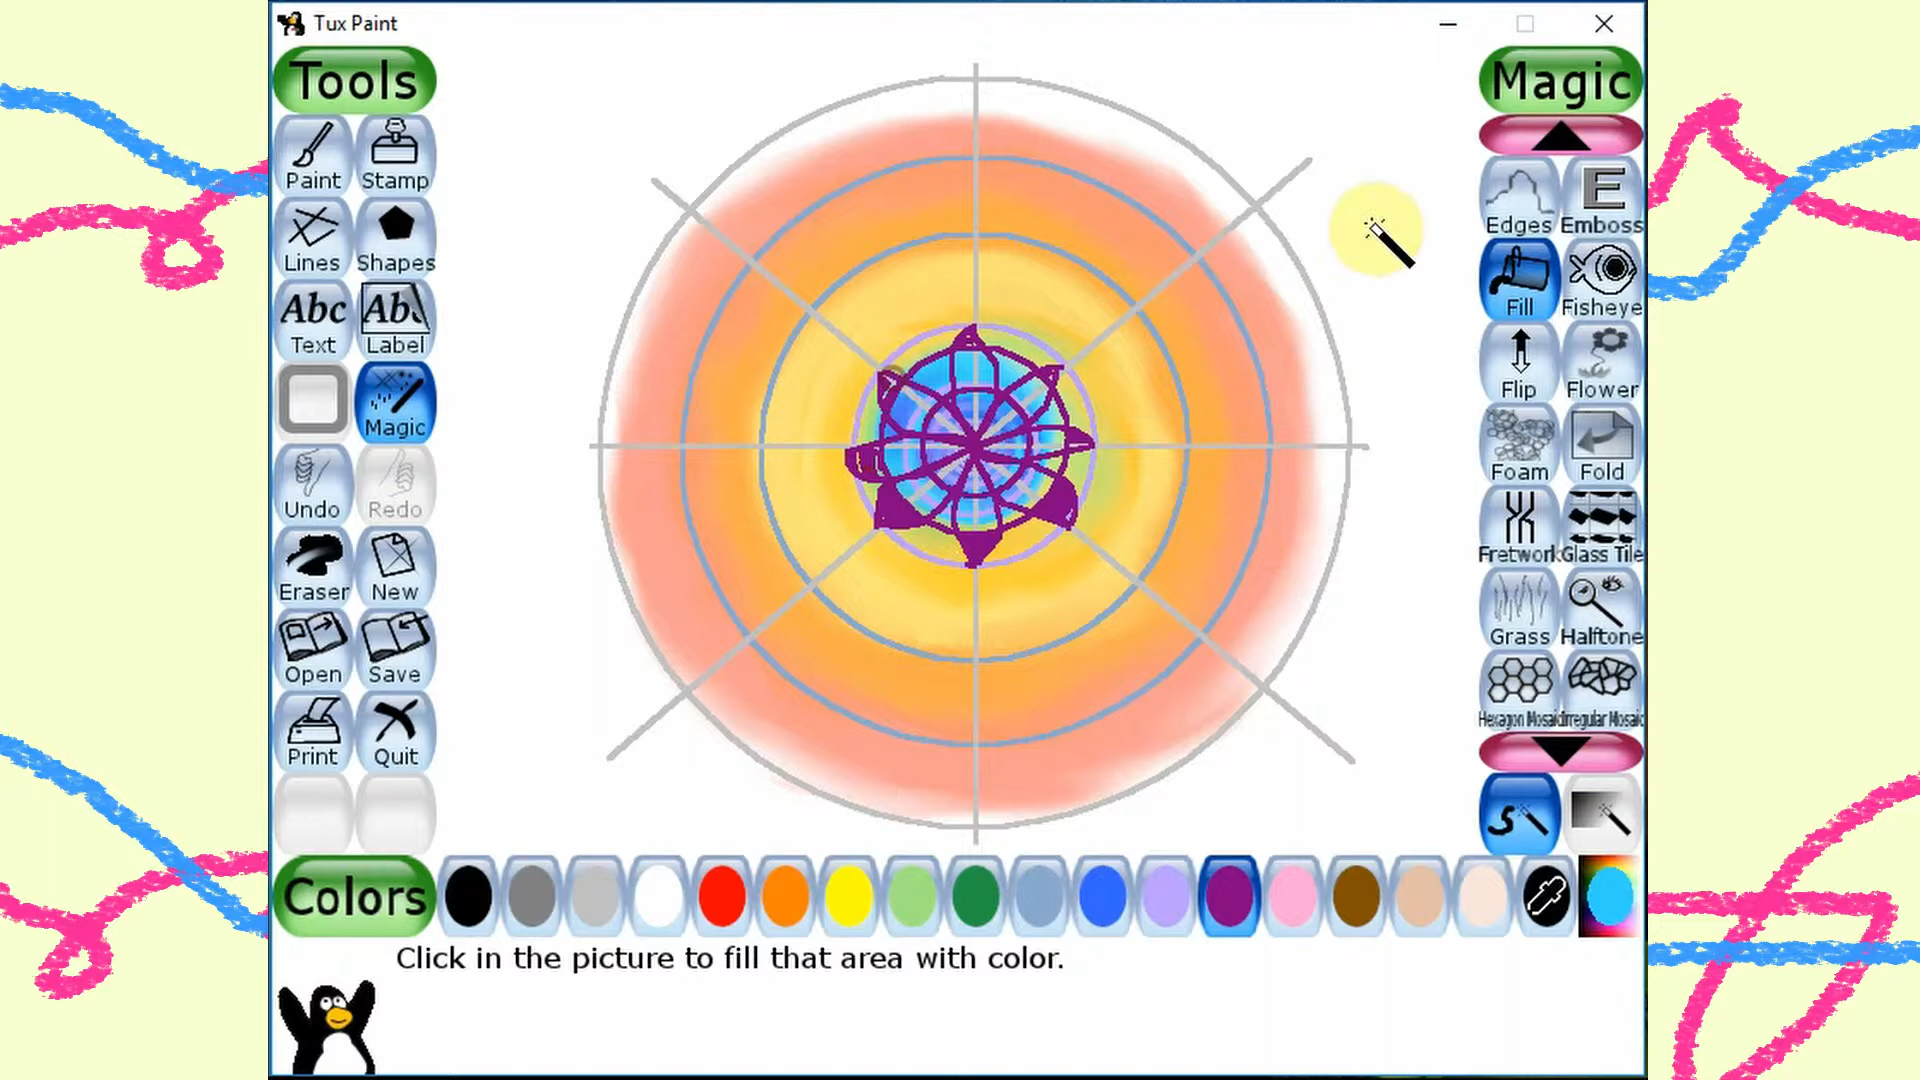 Tux Paint
Tools
Magic
Paint Stamp
Lines Shapes
Abc Abc
Text Label
Magic
Undo Redo
Eraser New
Open Save
Print Quit
Edges Emboss
E
Fill Fisheye
Flip Flower
Foam Fold
Fretwork Glass Tile
Grass Halftone
Hexagon Mosaic Irregular Mosaic
Colors
Click in the picture to fill that area with color.